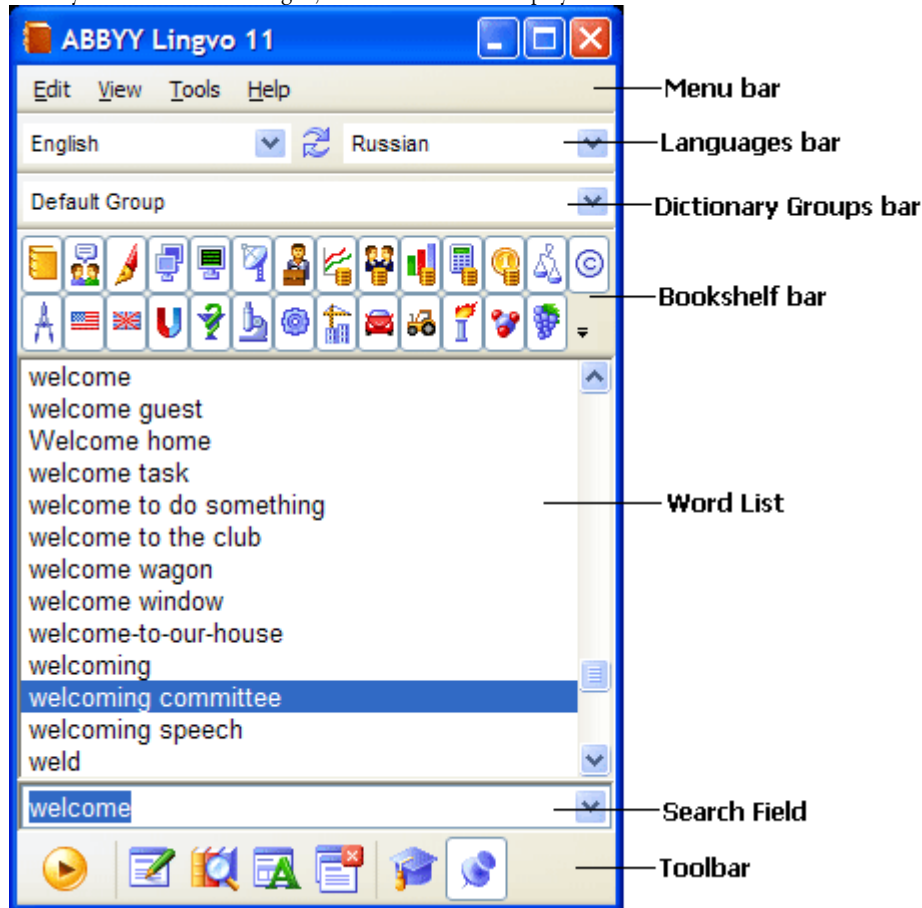 ABBYY Lingvo 11
Edit View Tools Help
Menu bar
English Russian
Languages bar
Default Group
Dictionary Groups bar
©
Bookshelf bar
welcome
welcome guest
Welcome home
welcome task
welcome to do something
Word List
welcome to the club
welcome wagon
welcome window
welcome-to-our-house
welcoming
welcoming committee
welcoming speech
weld
welcome
Search Field
Toolbar